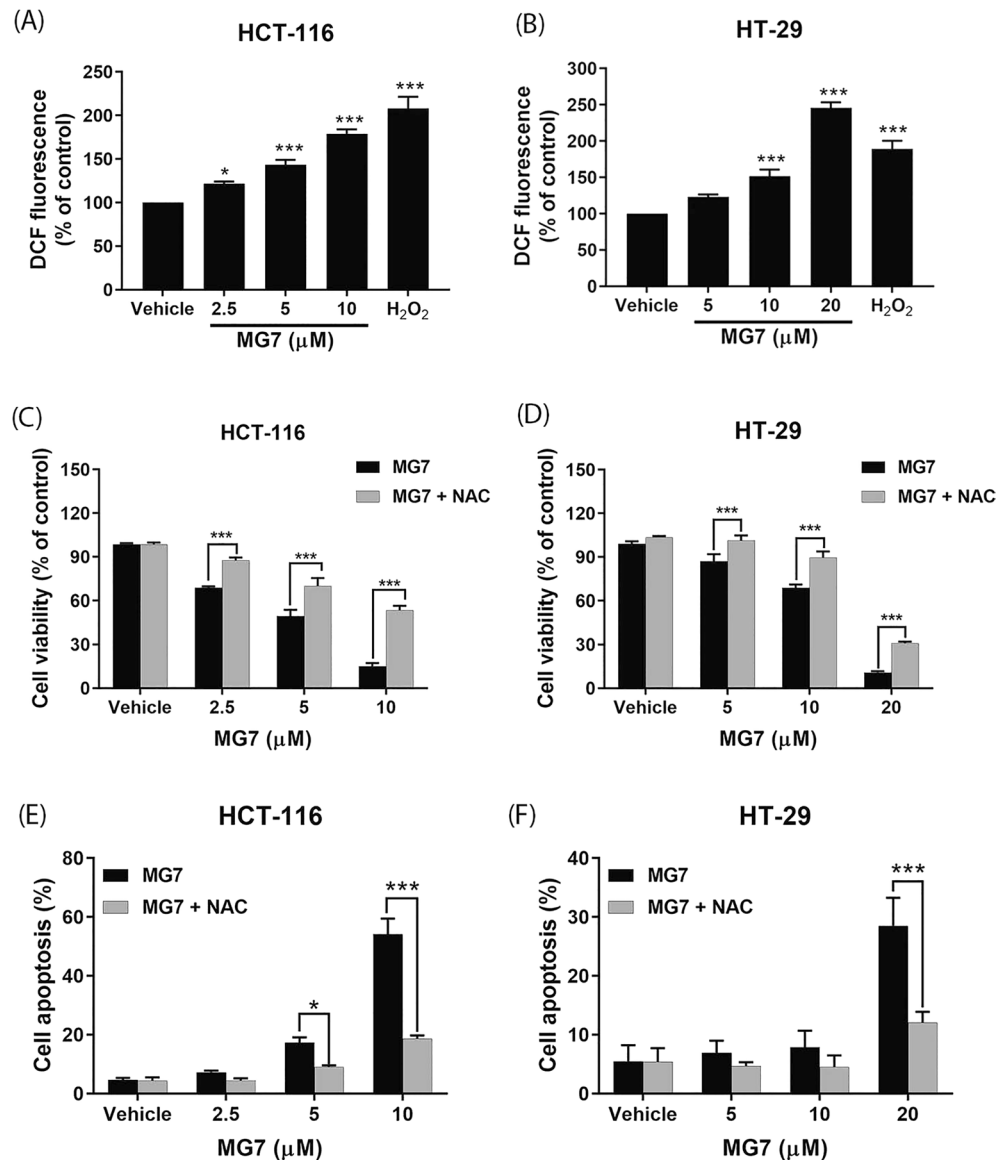 (A)
HCT-116
DCF fluorescence
(% of control)
250
200
150
100
50
0
*
***
***
***
Vehicle 2.5 5 10 H₂O₂
MG7 (μM)
(B)
HT-29
DCF fluorescence
(% of control)
300
250
200
150
100
50
0
***
***
***
Vehicle 5 10 20 H₂O₂
MG7 (μM)
(C)
HCT-116
Cell viability (% of control)
150
120
90
60
30
0
MG7
MG7 + NAC
***
***
***
Vehicle 2.5 5 10
MG7 (μM)
(D)
HT-29
Cell viability (% of control)
150
120
90
60
30
0
MG7
MG7 + NAC
***
***
***
Vehicle 5 10 20
MG7 (μM)
(E)
HCT-116
Cell apoptosis (%)
80
60
40
20
0
MG7
MG7 + NAC
*
***
Vehicle 2.5 5 10
MG7 (μM)
(F)
HT-29
Cell apoptosis (%)
40
30
20
10
0
MG7
MG7 + NAC
***
Vehicle 5 10 20
MG7 (μM)